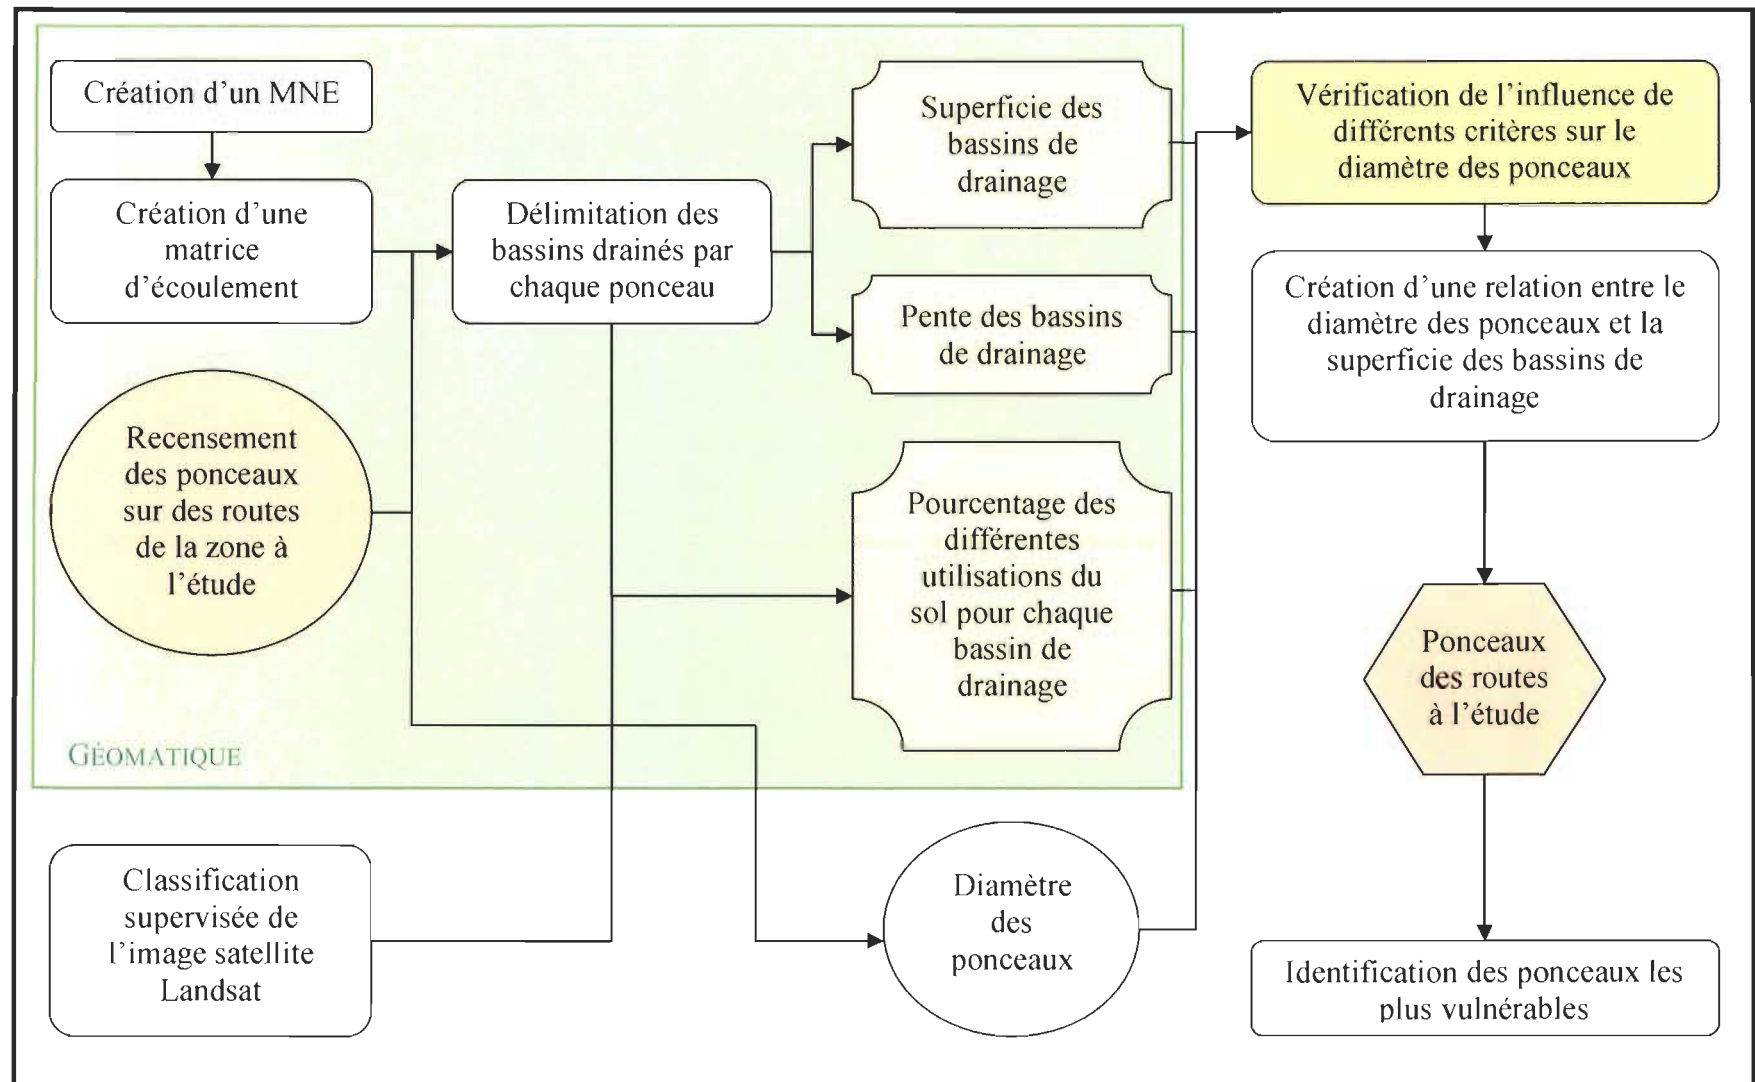 Création d'un MNE
Création d'une
matrice
d'écoulement
Recensement
des ponceaux
sur des routes
de la zone à
l'étude
GÉOMATIQUE
Classification
supervisée de
l'image satellite
Landsat
Délimitation des
bassins drainés par
chaque ponceau
Superficie des
bassins de
drainage
Pente des bassins
de drainage
Pourcentage des
différentes
utilisations du
sol pour chaque
bassin de
drainage
Diamètre
des
ponceaux
Vérification de l'influence de
différents critères sur le
diamètre des ponceaux
Création d'une relation entre le
diamètre des ponceaux et la
superficie des bassins de
drainage
Ponceaux
des routes
à l'étude
Identification des ponceaux les
plus vulnérables